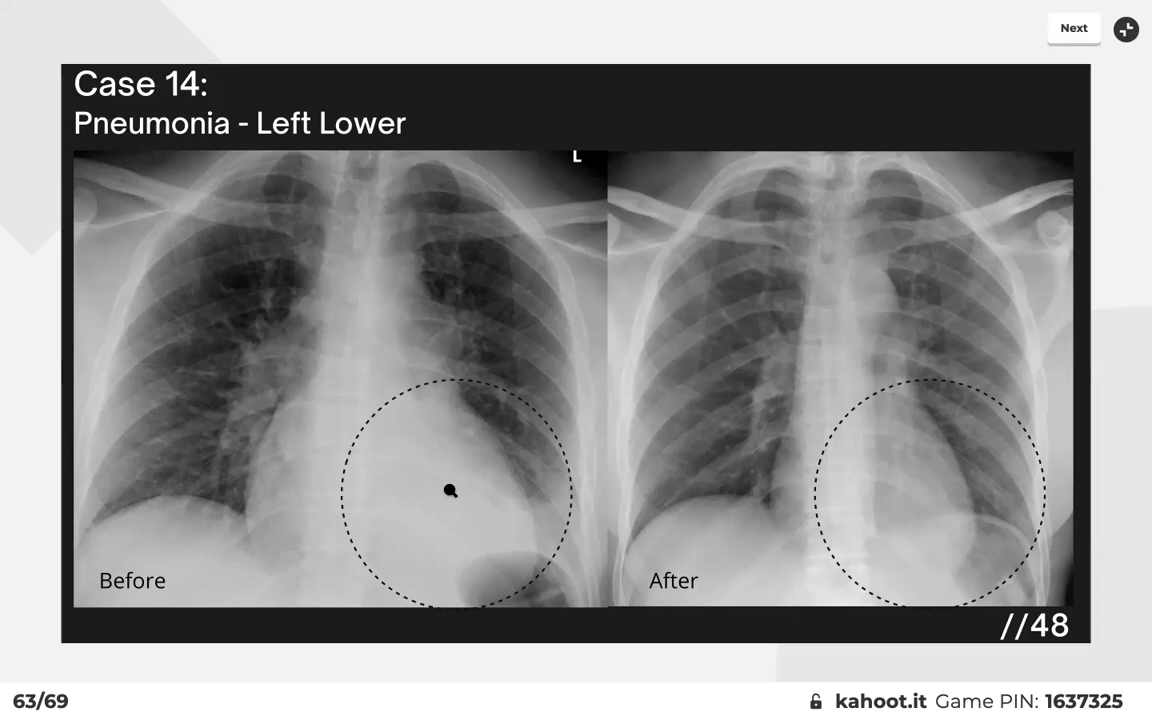 Next
Case 14:
Pneumonia - Left Lower
L
Before
After
//48
63/69
kahoot.it Game PIN: 1637325